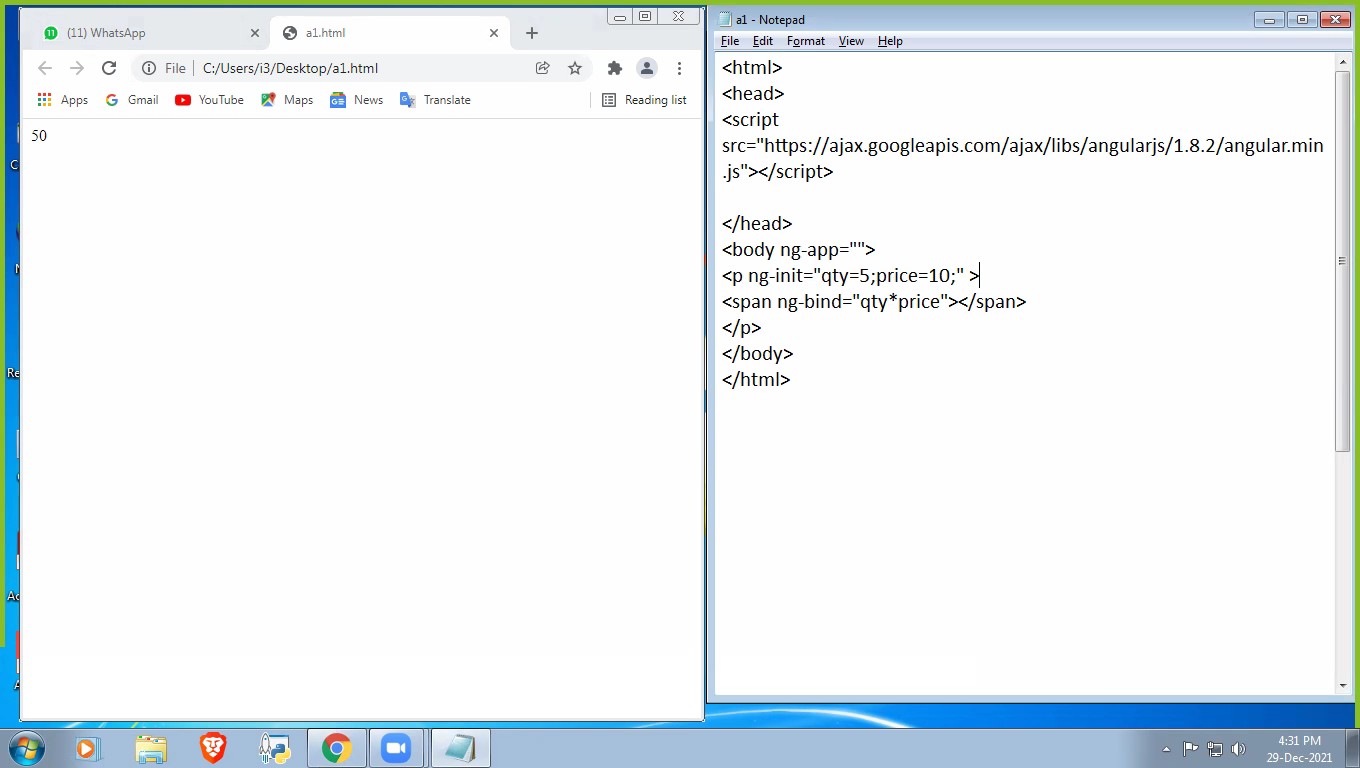 (11) WhatsApp
a1.html
File
C:/Users/i3/Desktop/a1.html
Apps
Gmail
YouTube
Maps
News
Translate
Reading list
50
a1 - Notepad
File Edit Format View Help
<html>
<head>
<script
src="https://ajax.googleapis.com/ajax/libs/angularjs/1.8.2/angular.min
.js"></script>
</head>
<body ng-app="">
<p ng-init="qty=5;price=10;" >
<span ng-bind="qty*price"></span>
</p>
</body>
</html>
4:31 PM
29-Dec-2021